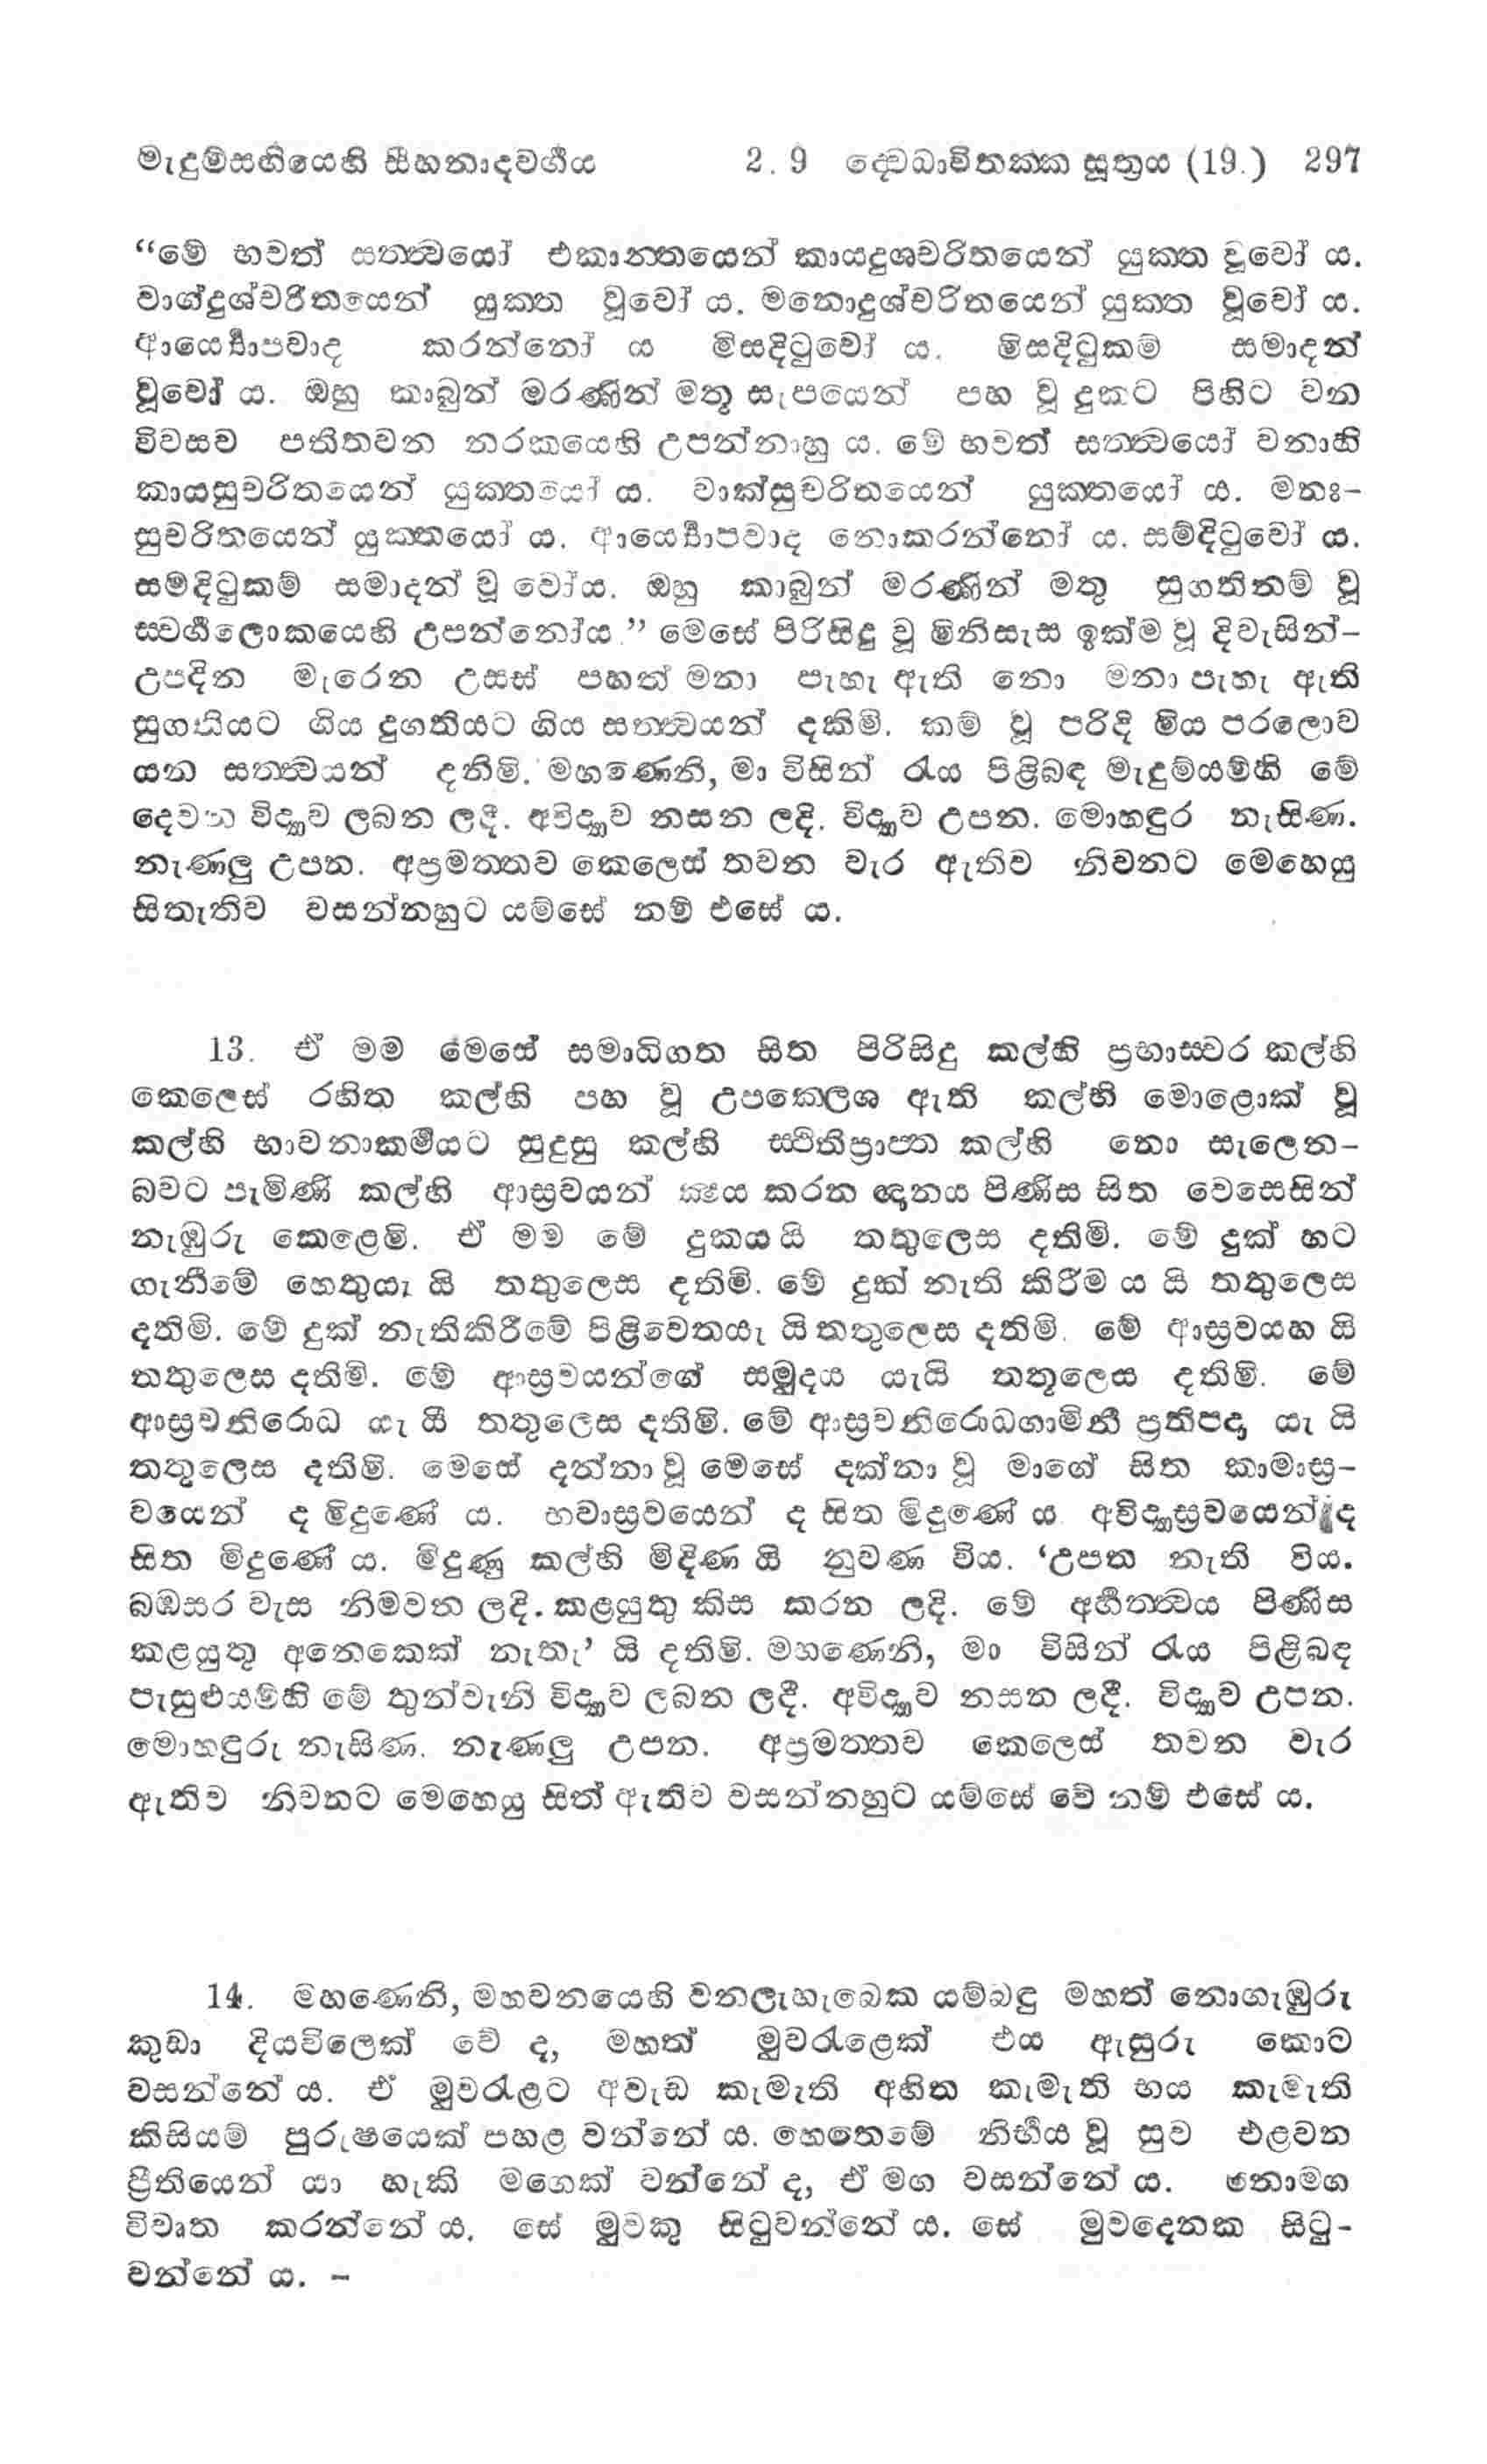 මැදුම්සඟියෙහි සීහනාදවර්ගය 2. 9 ද්වෙධාවිතක්ක සූත්‍රය (19.) 297
“මේ භවත් සත්ත්‍වයෝ එකාන්තයෙන් කායදුශචරිතයෙන් යුක්ත වූවෝ ය.
වාග්දුශ්චරිතයෙන් යුක්ත වූවෝ ය. මනොදුශ්චරිතයෙන් යුක්ත වූවෝ ය.
ආර්‍ය්‍යොපවාද කරන්නෝ ය මිසදිටුවෝ ය. මිසදිටුකම් සමාදන්
වූවෝ ය. ඔහු කාබුන් මරණින් මතු සැපයෙන් පහ වූ දුකට පිහිට වන
විවසව පතිතවන නරකයෙහි උපන්නාහු ය. මේ භවත් සත්ත්‍වයෝ වනාහි
කායසුචරිතයෙන් යුක්තයෝ ය. වාක්සුචරිතයෙන් යුක්තයෝ ය. මනඃ-
සුචරිතයෙන් යුක්තයෝ ය. ආර්‍ය්‍යොපවාද නොකරන්නෝ ය. සම්දිටුවෝ ය.
සමදිටුකම් සමාදන් වූ වෝය. ඔහු කාබුන් මරණින් මතු සුගතිනම් වූ
ස්වර්ගලොකයෙහි උපන්නෝය.” මෙසේ පිරිසිදු වූ මිනිසැස ඉක්ම වූ දිවැසින්-
උපදින මැරෙන උසස් පහත් මනා පැහැ ඇති නො මනා පැහැ ඇති
සුගතියට ගිය දුගතියට ගිය සත්ත්‍වයන් දකිමි. කම් වූ පරිදි මිය පරලොව
යන සත්ත්‍වයන් දනිමි. මහණෙනි, මා විසින් රැය පිළිබඳ මැදුම්යම්හි මේ
දෙවන විද්‍යාව ලබන ලදී. අවිද්‍යාව නසන ලදි. විද්‍යාව උපන. මොහඳුර නැසිණ.
නැණලු උපන. අප්‍රමත්තව කෙලෙස් තවන වැර ඇතිව නිවනට මෙහෙයු
සිතැතිව වසන්නහුට යම්සේ නම් එසේ ය.
13. ඒ මම මෙසේ සමාධිගත සිත පිරිසිදු කල්හි ප්‍රභාස්වර කල්හි
කෙලෙස් රහිත කල්හි පහ වූ උපකෙලශ ඇති කල්හි මොළොක් වූ
කල්හි භාවනාකර්මයට සුදුසු කල්හි ස්ථිතිප්‍රාප්ත කල්හි නො සැලෙන-
බවට පැමිණි කල්හි ආස්‍රවයන් ක්‍ෂය කරන ඥානය පිණිස සිත වෙසෙසින්
නැඹුරු කෙළෙමි. ඒ මම මේ දුකයයි තතුලෙස දනිමි. මේ දුක් හට
ගැනීමේ හෙතුයැ යි තතුලෙස දනිමි. මේ දුක් නැති කිරීම ය යි තතුලෙස
දනිමි. මේ දුක් නැතිකිරීමේ පිළිවෙතයැ යි තතුලෙස දනිමි. මේ ආස්‍රවයහ යි
තතුලෙස දනිමි. මේ ආස්‍රවයන්ගේ සමුදය යැයි තතූලෙස දනිමි. මේ
ආස්‍රවනිරොධ යැ යි තතුලෙස දනිමි. මේ ආස්‍රවනිරොධගාමිනී ප්‍රතිපදා යැ යි
තතුලෙස දනිමි. මෙසේ දන්නා වූ මෙසේ දක්නා වූ මාගේ සිත කාමාස්‍ර-
වයෙන් ද මිදුණේ ය. භවාස්‍රවයෙන් ද සිත මිදුණේ ය අවිද්‍යාස්‍රවයෙන් ද
සිත මිදුණේ ය. මිදුණු කල්හි මිදිණ යි නුවණ විය. ‘උපත නැති විය.
බඹසර වැස නිමවන ලදි. කළයුතු කිස කරන ලදි. මේ අර්හත්ත්‍වය පිණිස
කළයුතු අනෙකෙක් නැතැ’ යි දනිමි. මහණෙනි, මා විසින් රැය පිළිබඳ
පැසුළුයම්හි මේ තුන්වැනි විද්‍යාව ලබන ලදී. අවිද්‍යාව නසන ලදී. විද්‍යාව උපන.
මොහඳුරු නැසිණ. නැණලු උපන. අප්‍රමත්තව කෙලෙස් තවන වැර
ඇතිව නිවනට මෙහෙයු සිත් ඇතිව වසන්නහුට යම්සේ වේ නම් එසේ ය.
14. මහණෙනි, මහවනයෙහි වනලැහැබෙක යම්බඳු මහත් නොගැඹුරු
කුඩා දියවිලෙක් වේ ද, මහත් මුවරැළෙක් එය ඇසුරු කොට
වසන්නේ ය. ඒ මුවරැළට අවැඩ කැමැති අහිත කැමැති භය කැමැති
කිසියම් පුරුෂයෙක් පහළ වන්නේ ය. හෙතෙමේ නිර්භය වූ සුව එළවන
ප්‍රීතියෙන් යා හැකි මගෙක් වන්නේ ද, ඒ මග වසන්නේ ය. නොමග
විවෘත කරන්නේ ය. සේ මුවකු සිටුවන්නේ ය. සේ මුවදෙනක සිටු-
වන්නේ ය. -